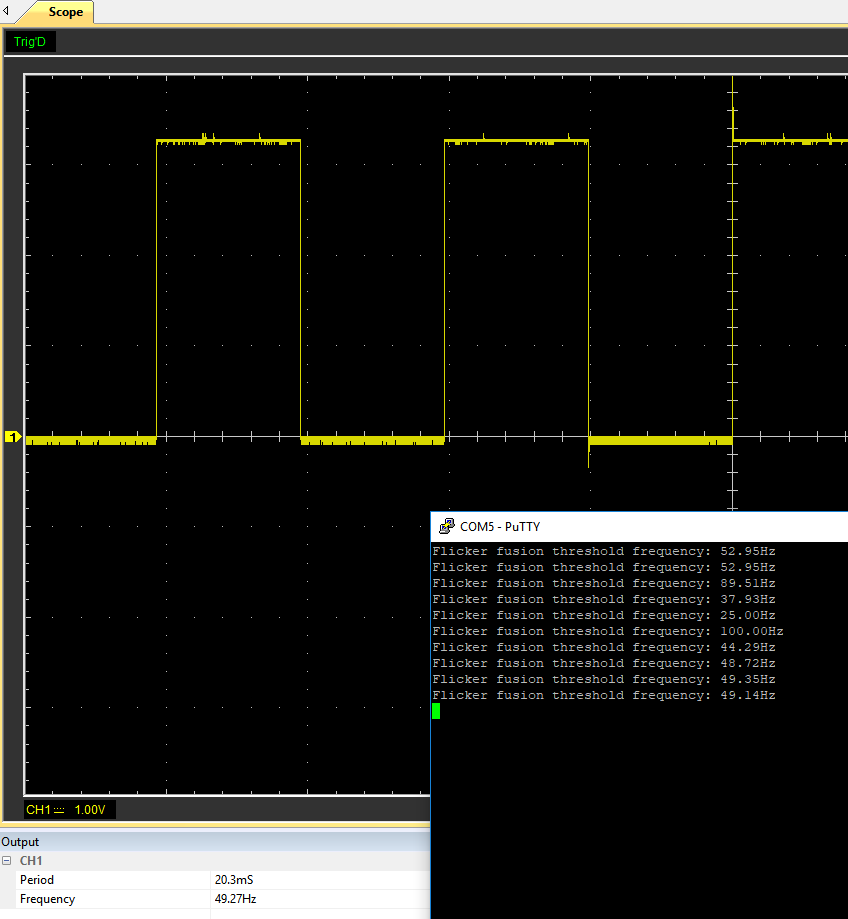 Scope
Trig'D
1
CH1 1.00V
COM5 - PuTTY
Flicker fusion threshold frequency: 52.95Hz
Flicker fusion threshold frequency: 52.95Hz
Flicker fusion threshold frequency: 89.51Hz
Flicker fusion threshold frequency: 37.93Hz
Flicker fusion threshold frequency: 25.00Hz
Flicker fusion threshold frequency: 100.00Hz
Flicker fusion threshold frequency: 44.29Hz
Flicker fusion threshold frequency: 48.72Hz
Flicker fusion threshold frequency: 49.35Hz
Flicker fusion threshold frequency: 49.14Hz
Output
CH1
Period 20.3mS
Frequency 49.27Hz